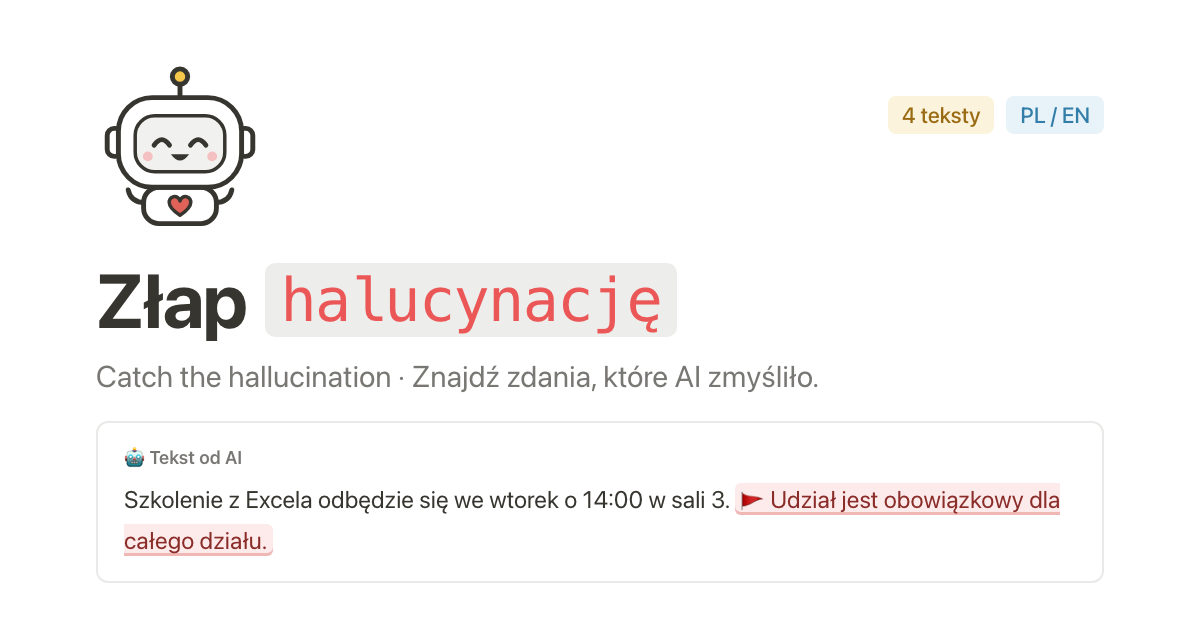 4 teksty
PL / EN
Złap halucynację
Catch the hallucination · Znajdź zdania, które AI zmyśliło.
🤖 Tekst od AI
Szkolenie z Excela odbędzie się we wtorek o 14:00 w sali 3. 🚩 Udział jest obowiązkowy dla
całego działu.